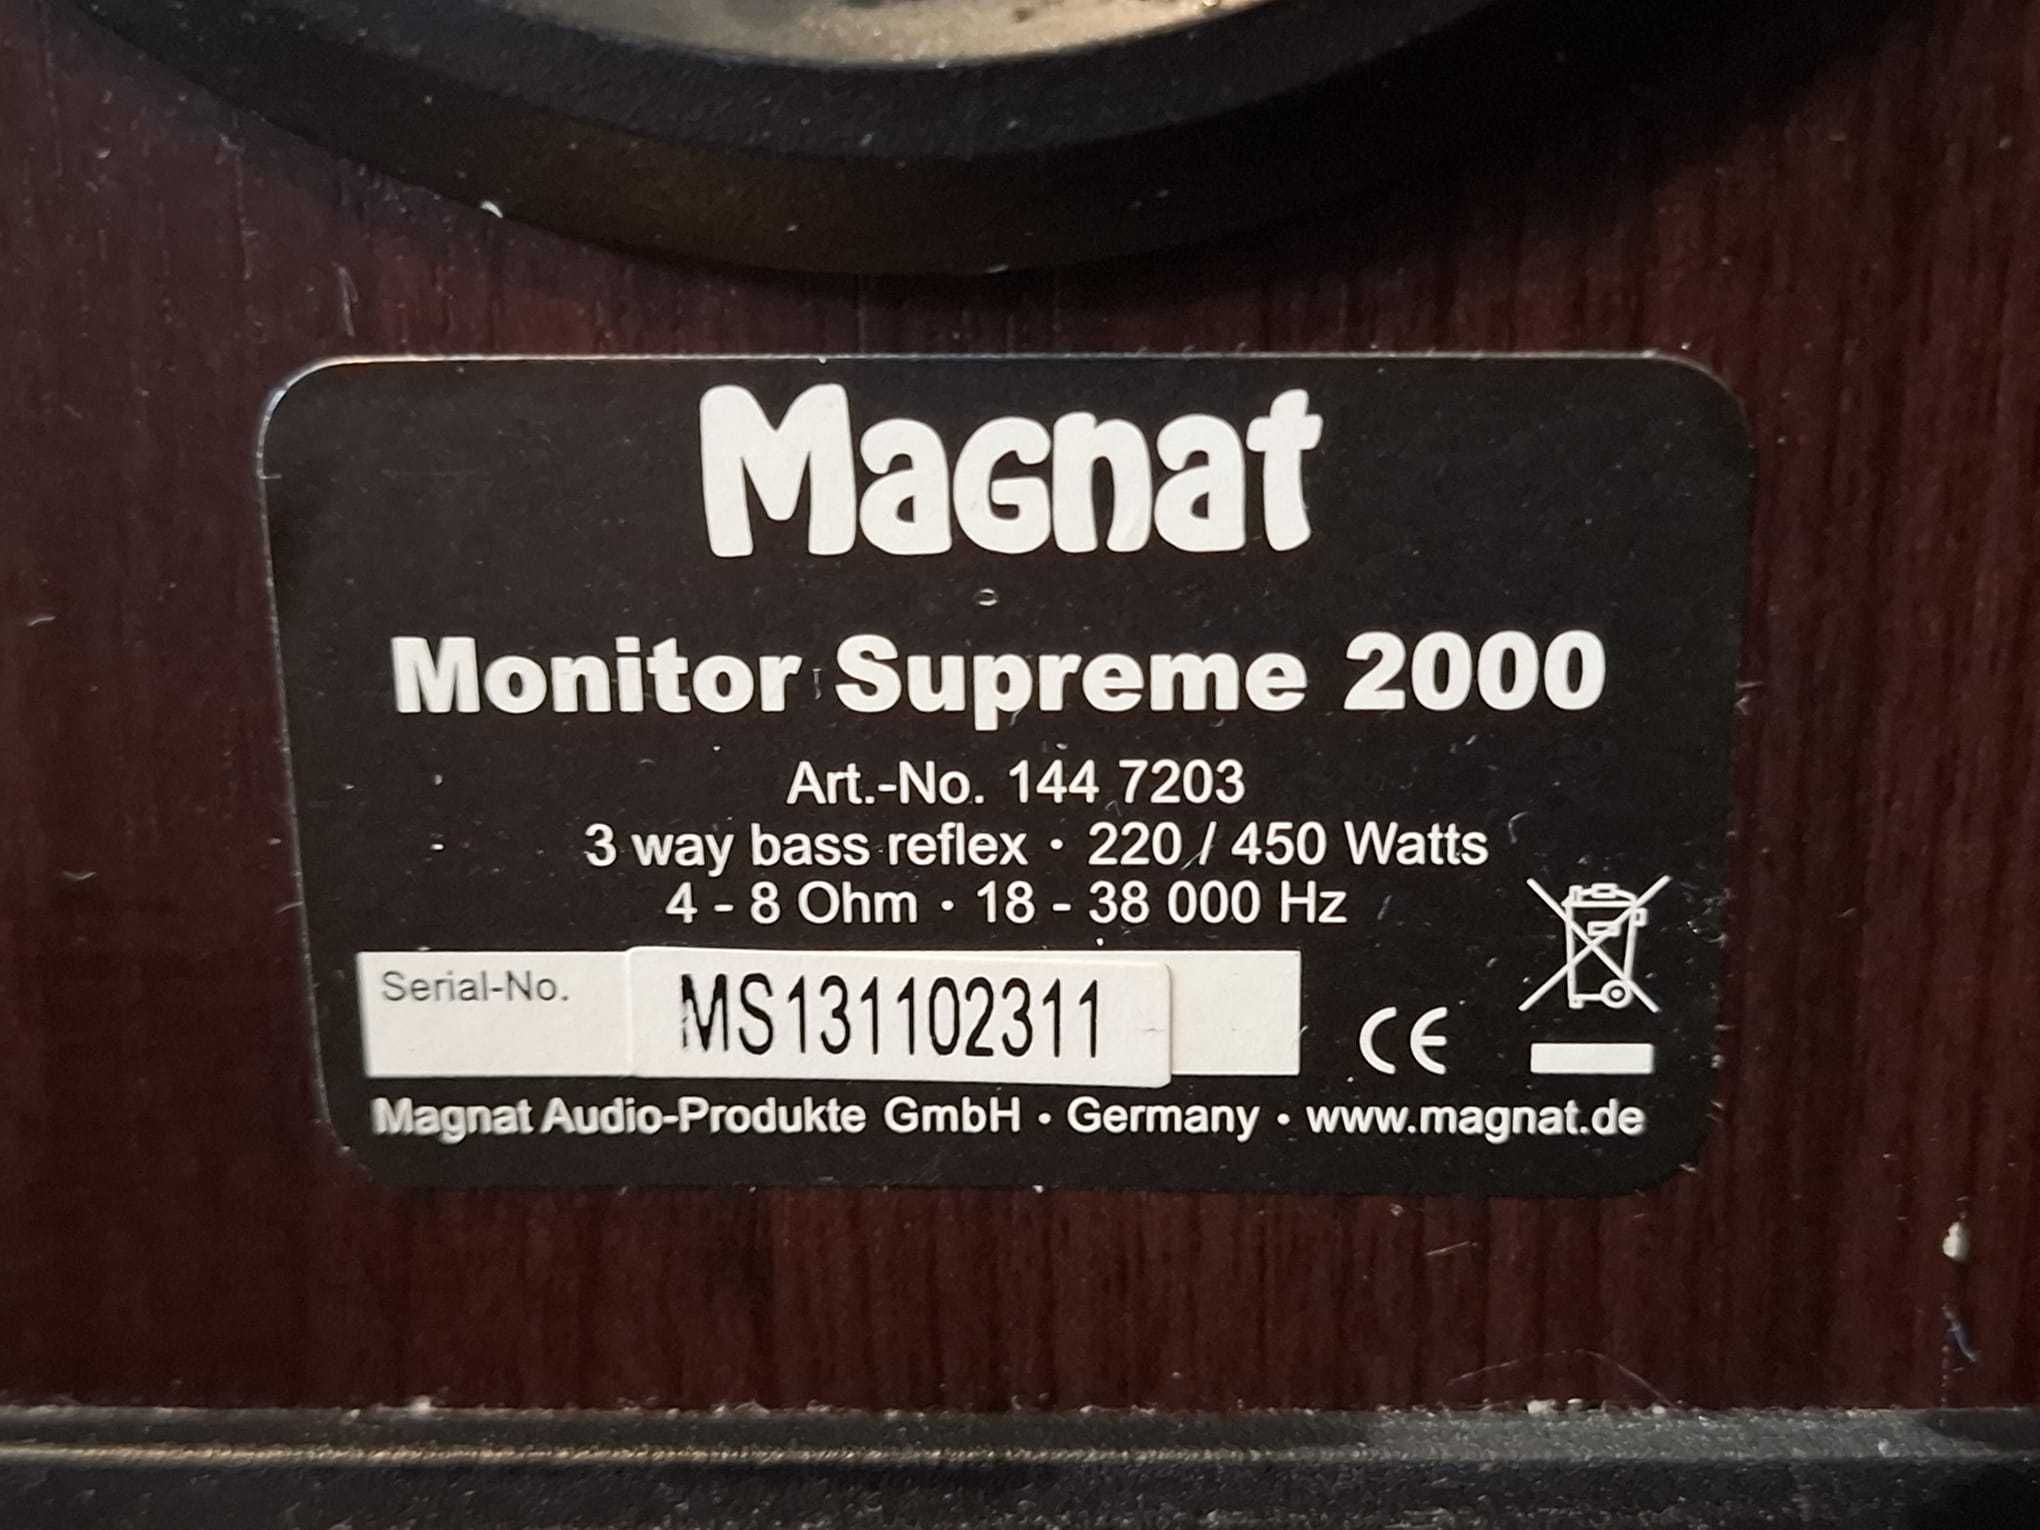 Magnat
Monitor Supreme 2000
Art.-No. 144 7203
3 way bass reflex · 220 / 450 Watts
4 - 8 Ohm · 18 - 38 000 Hz
Serial-No. MS131102311
CE
Magnat Audio-Produkte GmbH · Germany · www.magnat.de